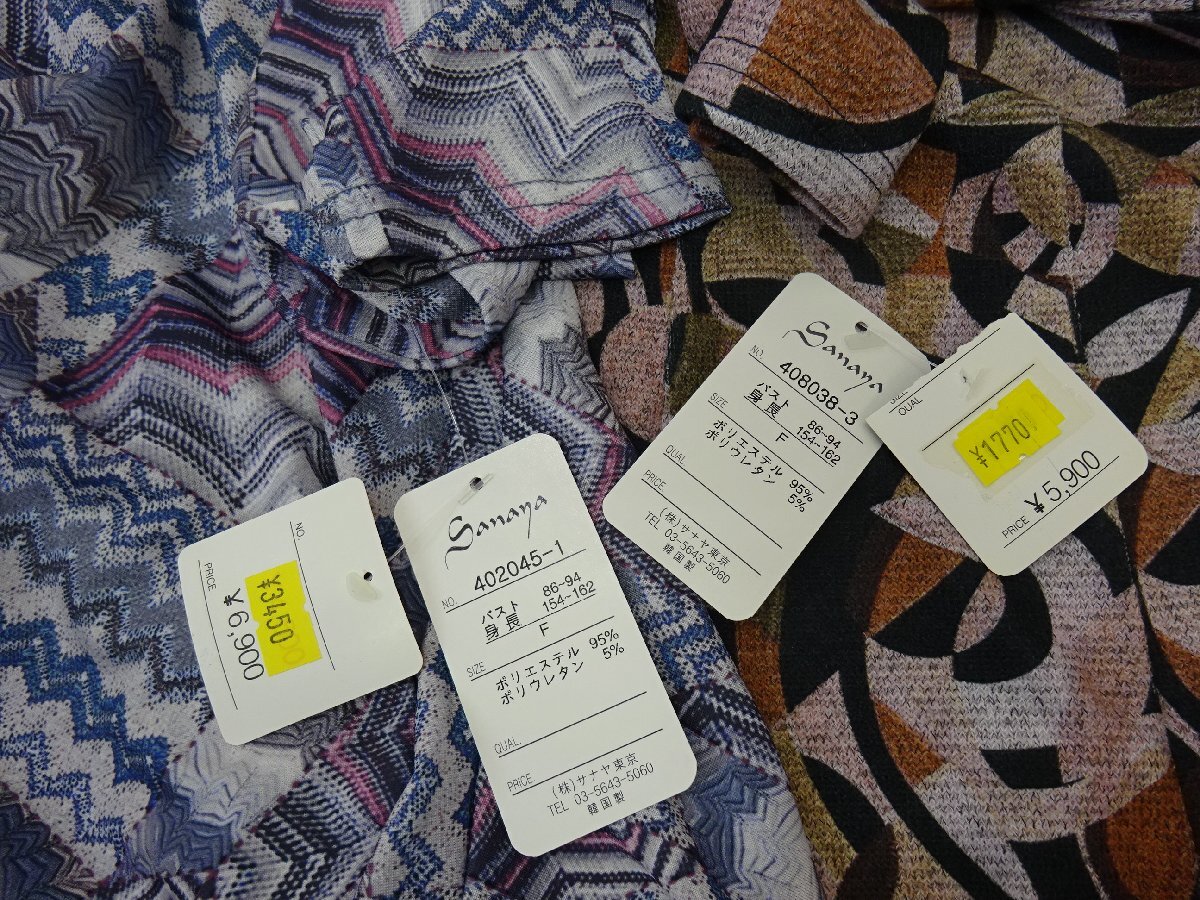 NO.
PRICE
¥6,900
¥3450
Sanaya
NO. 402045-1
バスト 86-94
身長 154-162
SIZE F
ポリエステル 95%
ポリウレタン 5%
QUAL.
PRICE
(株)サナヤ東京
TEL 03-5643-5060
韓国製
Sanaya
NO. 408038-3
バスト 86-94
身長 154-162
SIZE F
ポリエステル 95%
ポリウレタン 5%
QUAL.
PRICE
(株)サナヤ東京
TEL 03-5643-5060
韓国製
SIZE
QUAL
¥1770
PRICE ¥5,900